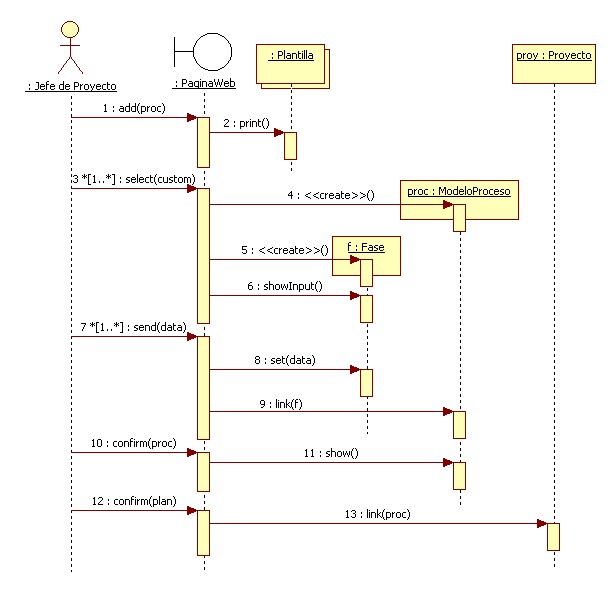 : Plantilla
proy : Proyecto
: Jefe de Proyecto
: PaginaWeb
1 : add(proc)
2 : print()
3 *[1..*] : select(custom)
4 : <<create>>()
proc : ModeloProceso
5 : <<create>>()
f : Fase
6 : showInput()
7 *[1..*] : send(data)
8 : set(data)
9 : link(f)
10 : confirm(proc)
11 : show()
12 : confirm(plan)
13 : link(proc)